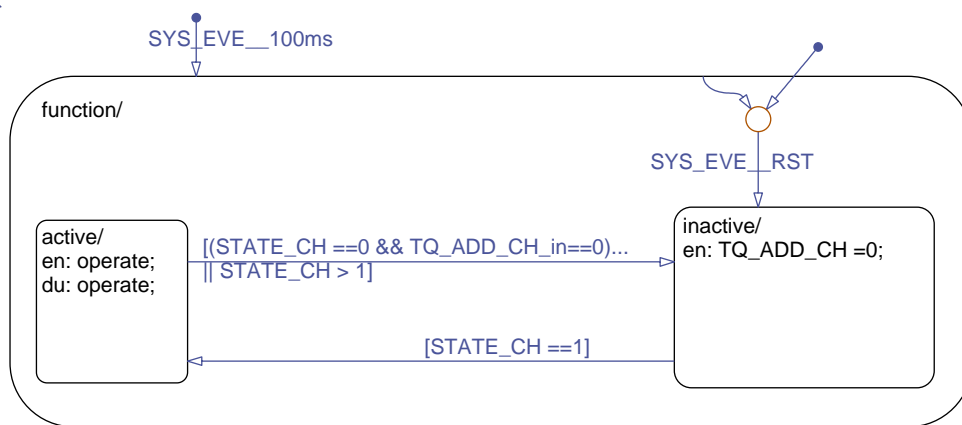 SYS_EVE__100ms
function/
SYS_EVE__RST
active/
en: operate;
du: operate;
[(STATE_CH ==0 && TQ_ADD_CH_in==0)...
|| STATE_CH > 1]
inactive/
en: TQ_ADD_CH =0;
[STATE_CH ==1]